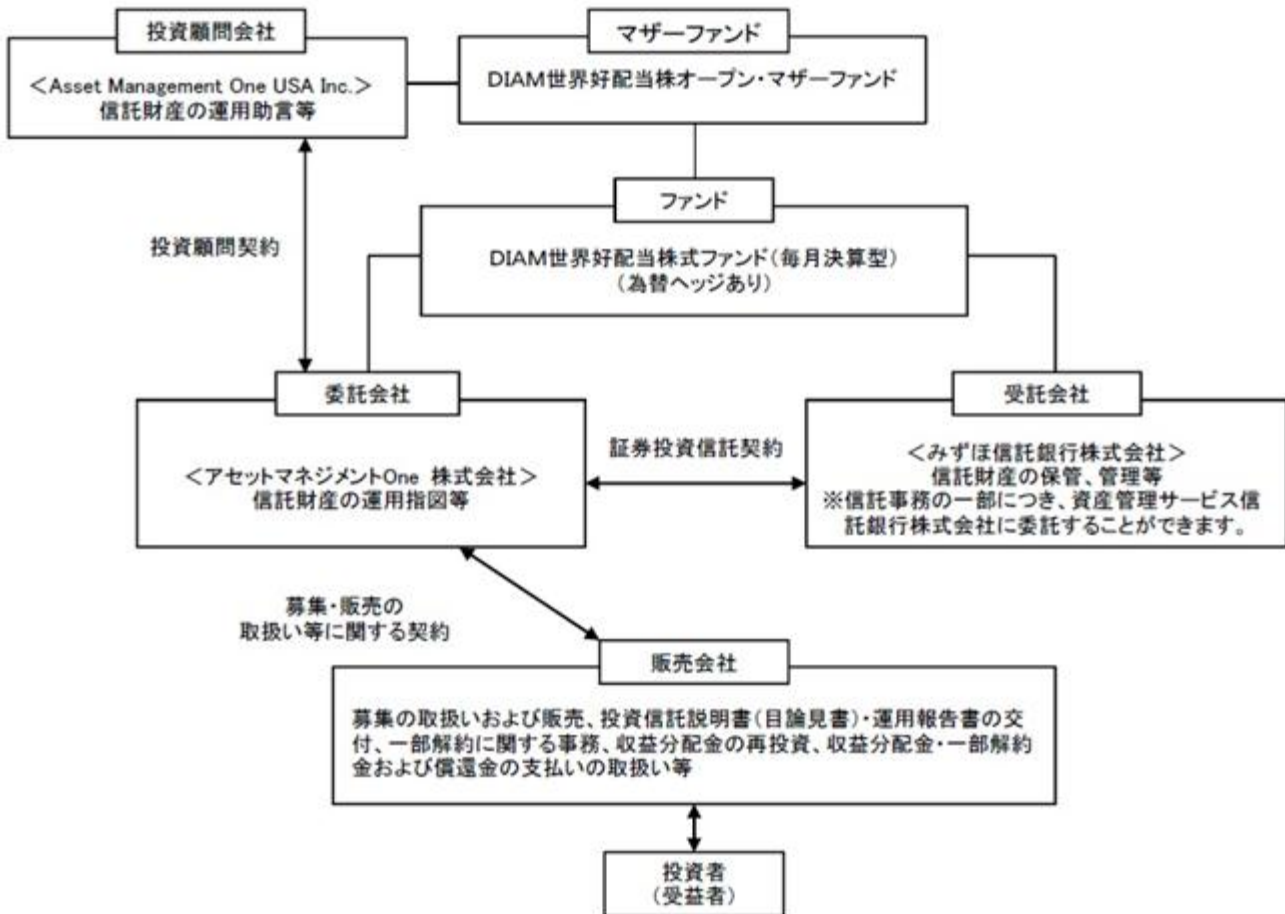 投資顧問会社
<Asset Management One USA Inc.>
信託財産の運用助言等
マザーファンド
DIAM世界好配当株オープン・マザーファンド
ファンド
DIAM世界好配当株式ファンド(毎月決算型)
(為替ヘッジあり)
投資顧問契約
委託会社
<アセットマネジメントOne 株式会社>
信託財産の運用指図等
証券投資信託契約
受託会社
<みずほ信託銀行株式会社>
信託財産の保管、管理等
※信託事務の一部につき、資産管理サービス信
託銀行株式会社に委託することができます。
募集・販売の
取扱い等に関する契約
販売会社
募集の取扱いおよび販売、投資信託説明書(目論見書)・運用報告書の交
付、一部解約に関する事務、収益分配金の再投資、収益分配金・一部解約
金および償還金の支払いの取扱い等
投資者
(受益者)